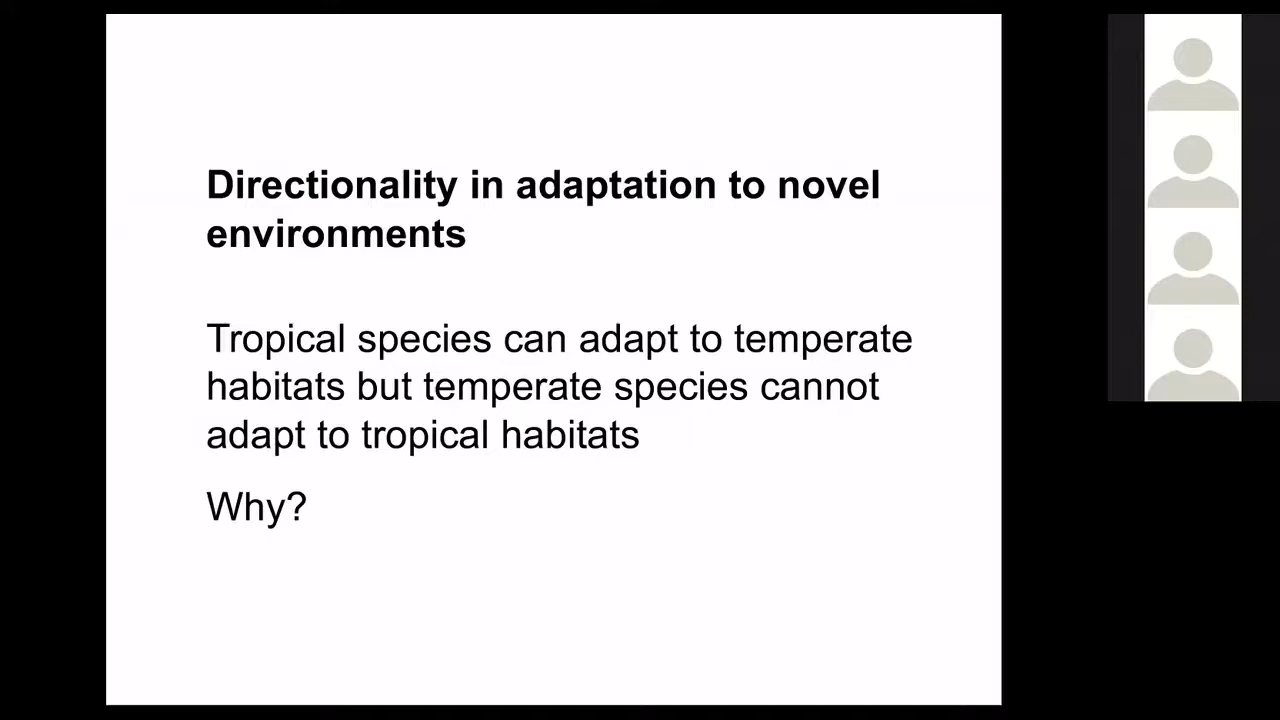 Directionality in adaptation to novel
environments
Tropical species can adapt to temperate
habitats but temperate species cannot
adapt to tropical habitats
Why?